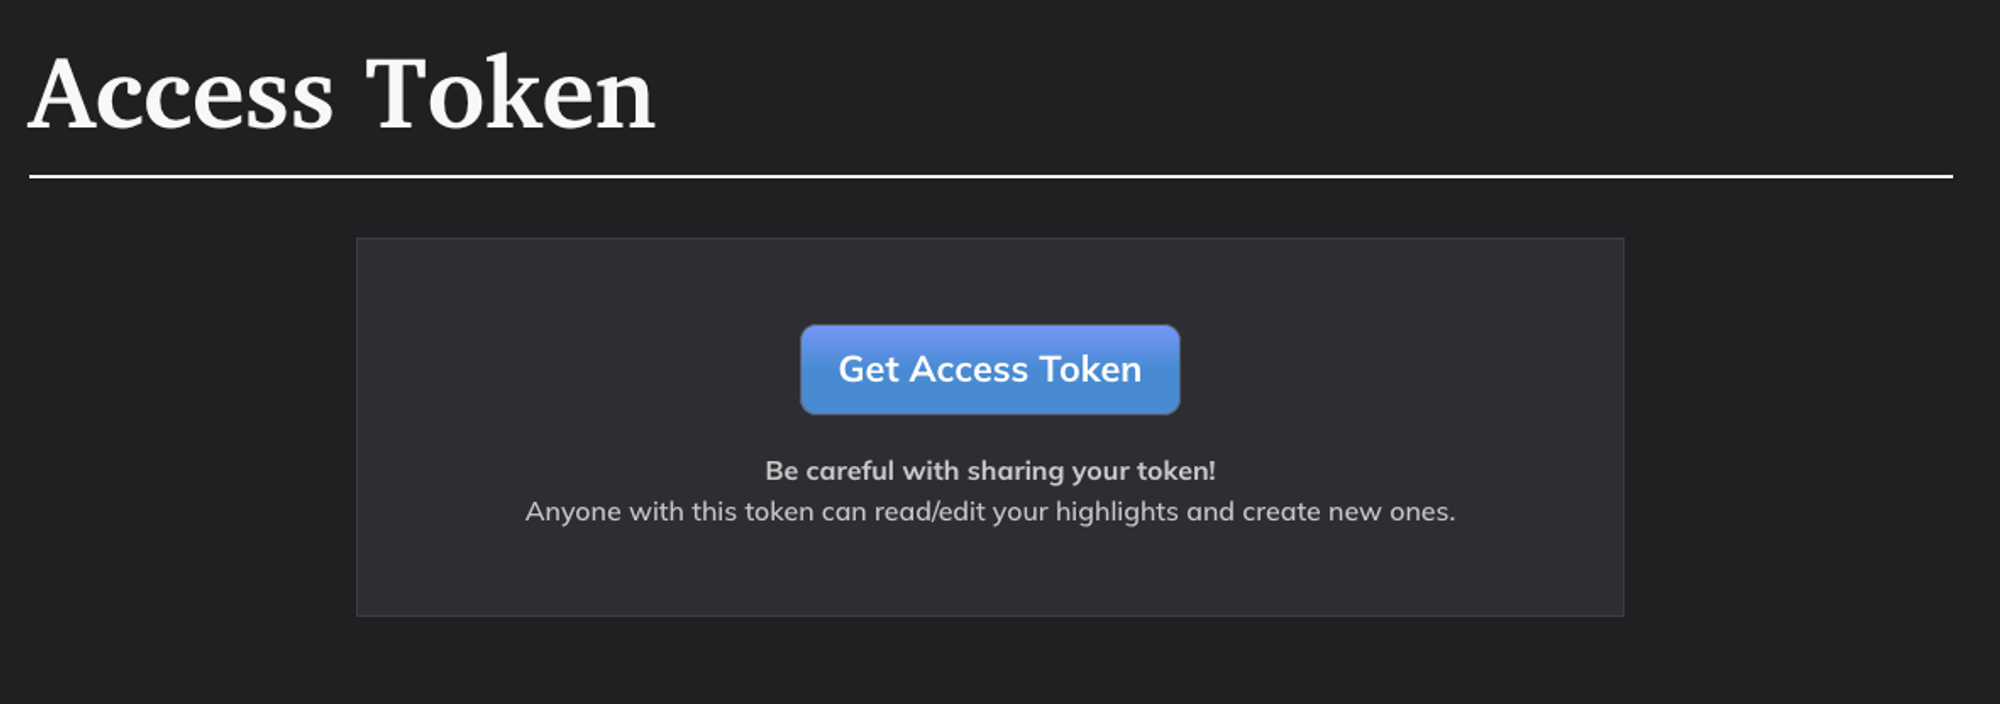 Access Token
Get Access Token
Be careful with sharing your token!
Anyone with this token can read/edit your highlights and create new ones.